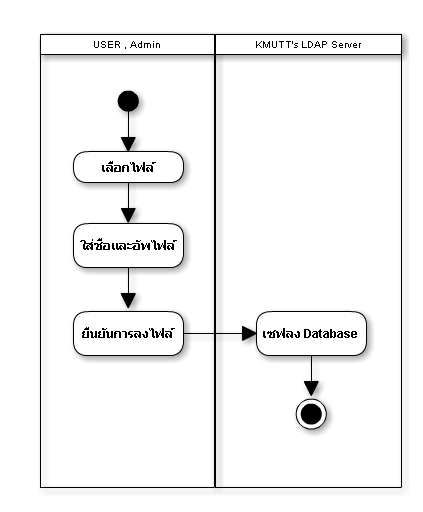 USER , Admin
KMUTT's LDAP Server
เลือกไฟล์
ใส่ชื่อและอัพไฟล์
ยืนยันการลงไฟล์
เซฟลง Database